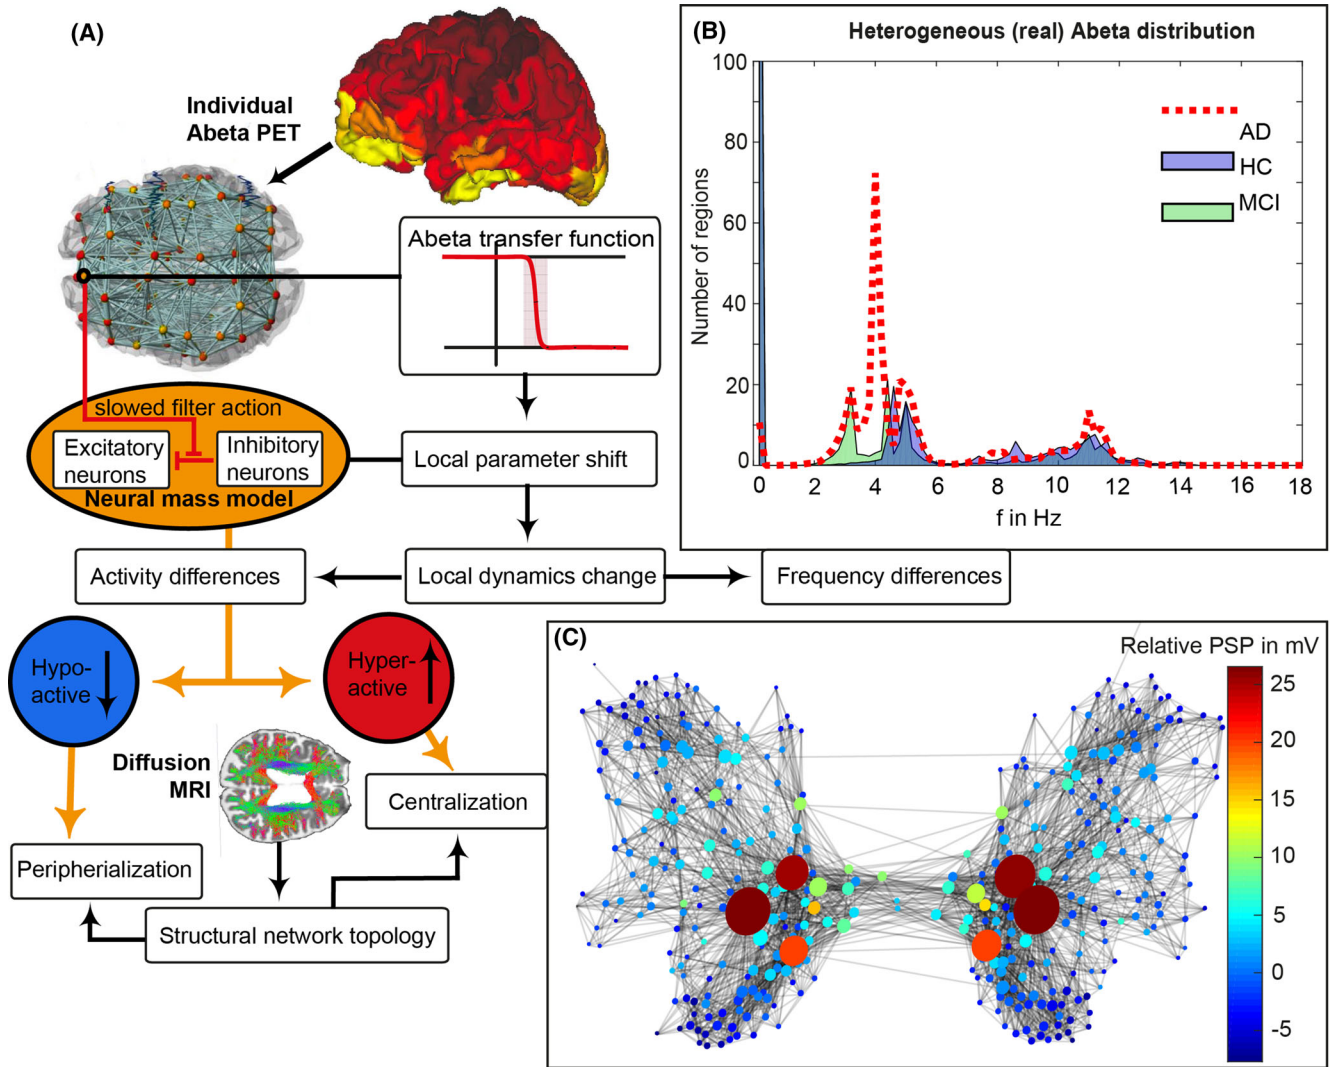 (A)
Individual
Abeta PET
Abeta transfer function
slowed filter action
Excitatory
neurons
Inhibitory
neurons
Neural mass model
Local parameter shift
Activity differences
Local dynamics change
Frequency differences
Hypo-
active
Hyper-
active
Diffusion
MRI
Centralization
Peripherialization
Structural network topology
(B)
Heterogeneous (real) Abeta distribution
Number of regions
100
80
60
40
20
0
0 2 4 6 8 10 12 14 16 18
f in Hz
AD
HC
MCI
(C)
Relative PSP in mV
25
20
15
10
5
0
-5